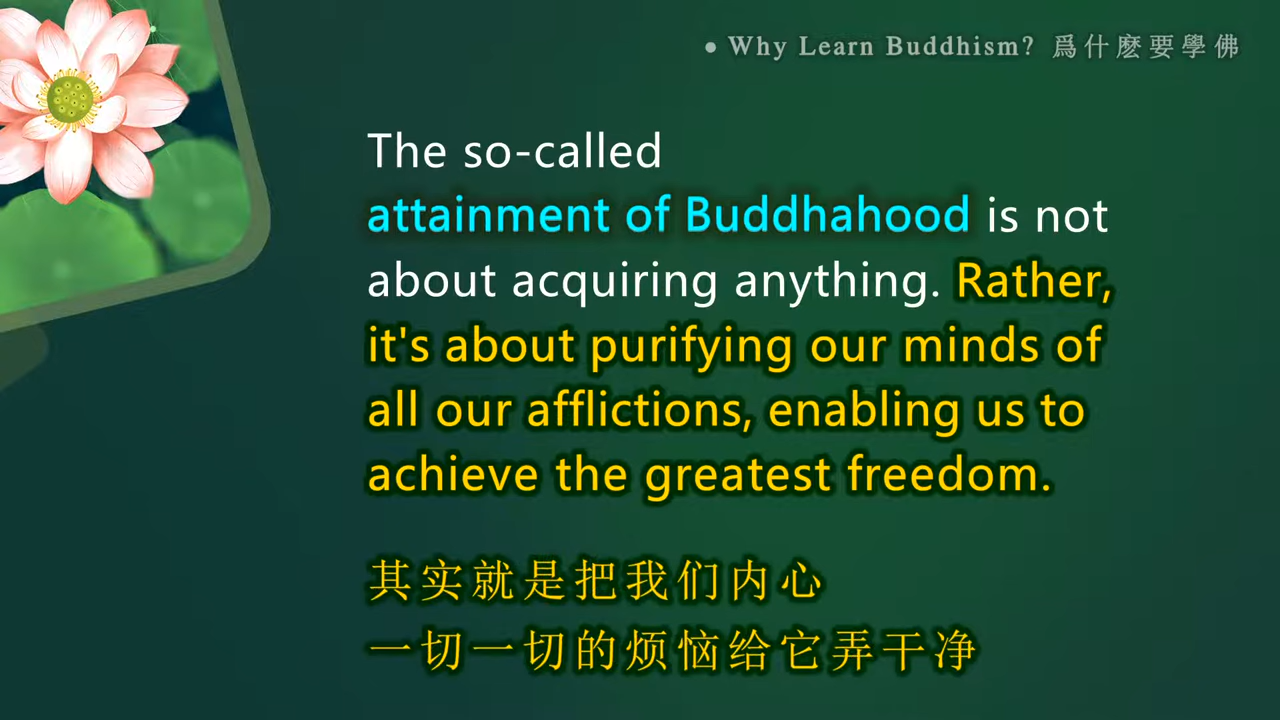 ● Why Learn Buddhism? 爲什麽要學佛
The so-called
attainment of Buddhahood is not
about acquiring anything. Rather,
it's about purifying our minds of
all our afflictions, enabling us to
achieve the greatest freedom.
其实就是把我们内心
一切一切的烦恼给它弄干净